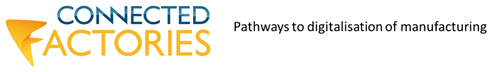 CONNECTED
FACTORIES
Pathways to digitalisation of manufacturing